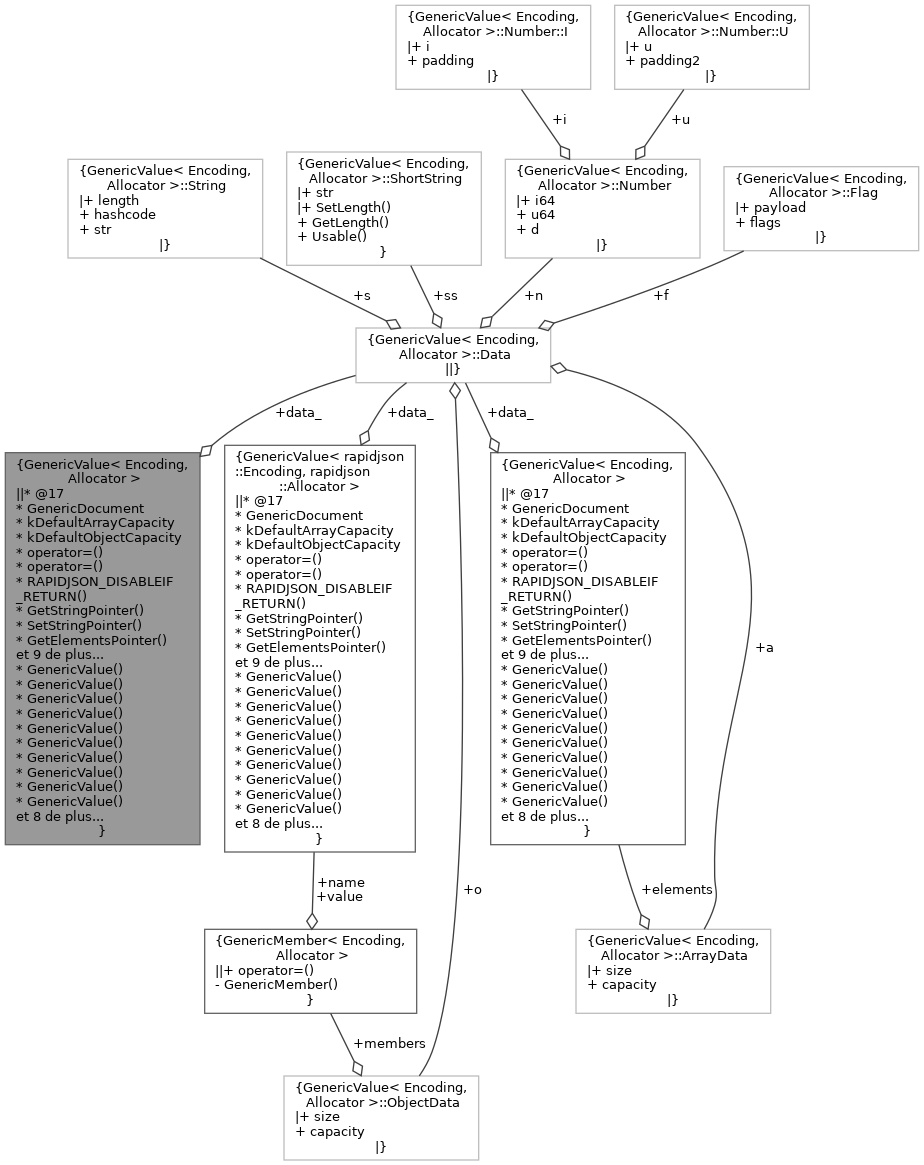 {GenericValue< Encoding,
Allocator >::Number::I
|+ i
+ padding
|}
{GenericValue< Encoding,
Allocator >::Number::U
|+ u
+ padding2
|}
+i
+u
{GenericValue< Encoding,
Allocator >::String
|+ length
+ hashcode
+ str
|}
{GenericValue< Encoding,
Allocator >::ShortString
|+ str
|+ SetLength()
+ GetLength()
+ Usable()
}
{GenericValue< Encoding,
Allocator >::Number
|+ i64
+ u64
+ d
|}
{GenericValue< Encoding,
Allocator >::Flag
|+ payload
+ flags
|}
+s
+ss
+n
+f
{GenericValue< Encoding,
Allocator >::Data
||}
+data_
+data_
+data_
{GenericValue< Encoding,
Allocator >
||* @17
* GenericDocument
* kDefaultArrayCapacity
* kDefaultObjectCapacity
* operator=()
* operator=()
* RAPIDJSON_DISABLEIF
_RETURN()
* GetStringPointer()
* SetStringPointer()
* GetElementsPointer()
et 9 de plus...
* GenericValue()
* GenericValue()
* GenericValue()
* GenericValue()
* GenericValue()
* GenericValue()
* GenericValue()
* GenericValue()
* GenericValue()
* GenericValue()
et 8 de plus...
}
{GenericValue< rapidjson
::Encoding, rapidjson
::Allocator >
||* @17
* GenericDocument
* kDefaultArrayCapacity
* kDefaultObjectCapacity
* operator=()
* operator=()
* RAPIDJSON_DISABLEIF
_RETURN()
* GetStringPointer()
* SetStringPointer()
* GetElementsPointer()
et 9 de plus...
* GenericValue()
* GenericValue()
* GenericValue()
* GenericValue()
* GenericValue()
* GenericValue()
* GenericValue()
* GenericValue()
* GenericValue()
* GenericValue()
et 8 de plus...
}
{GenericValue< Encoding,
Allocator >
||* @17
* GenericDocument
* kDefaultArrayCapacity
* kDefaultObjectCapacity
* operator=()
* operator=()
* RAPIDJSON_DISABLEIF
_RETURN()
* GetStringPointer()
* SetStringPointer()
* GetElementsPointer()
et 9 de plus...
* GenericValue()
* GenericValue()
* GenericValue()
* GenericValue()
* GenericValue()
* GenericValue()
* GenericValue()
* GenericValue()
* GenericValue()
* GenericValue()
et 8 de plus...
}
+a
+name
+value
+o
+elements
{GenericMember< Encoding,
Allocator >
||+ operator=()
- GenericMember()
}
{GenericValue< Encoding,
Allocator >::ArrayData
|+ size
+ capacity
|}
+members
{GenericValue< Encoding,
Allocator >::ObjectData
|+ size
+ capacity
|}